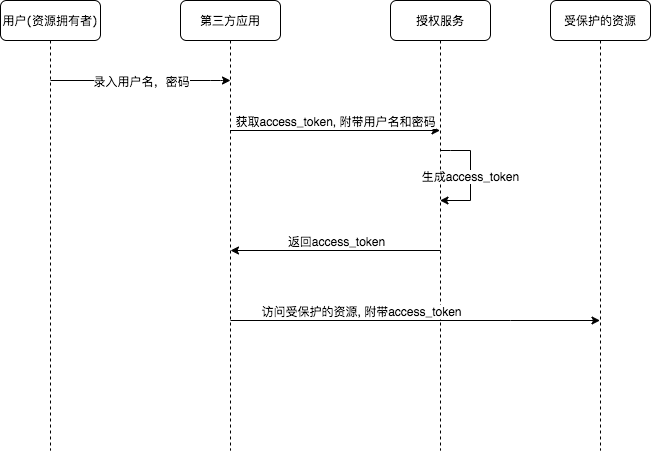 用户(资源拥有者)
第三方应用
授权服务
受保护的资源
录入用户名，密码
获取access_token, 附带用户名和密码
生成access_token
返回access_token
访问受保护的资源, 附带access_token